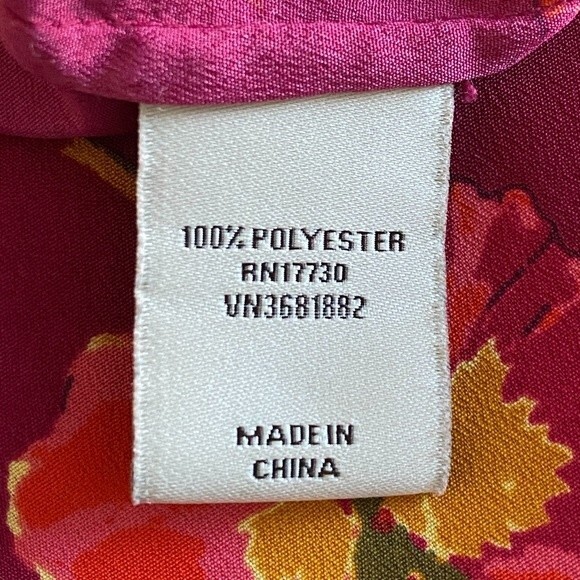 100% POLYESTER
RN17730
VN3681882
MADE IN
CHINA